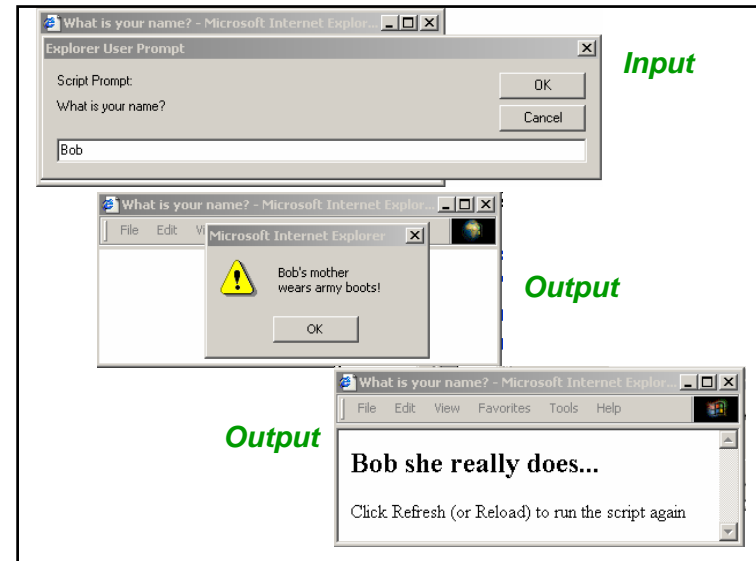 What is your name? - Microsoft Internet Explor...
Explorer User Prompt
Input
Script Prompt:
OK
What is your name?
Cancel
Bob
What is your name? - Microsoft Internet Explor...
File Edit Vi
Microsoft Internet Explorer
Bob's mother
wears army boots!
Output
OK
What is your name? - Microsoft Internet Explor...
File Edit View Favorites Tools Help
Output
Bob she really does...
Click Refresh (or Reload) to run the script again